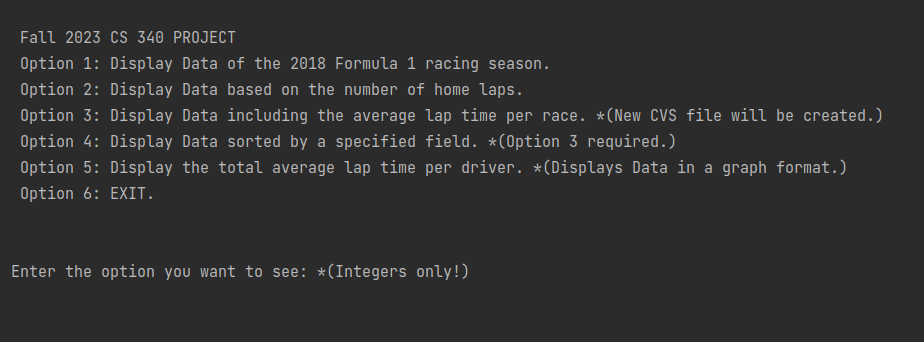 Fall 2023 CS 340 PROJECT
Option 1: Display Data of the 2018 Formula 1 racing season.
Option 2: Display Data based on the number of home laps.
Option 3: Display Data including the average lap time per race. *(New CVS file will be created.)
Option 4: Display Data sorted by a specified field. *(Option 3 required.)
Option 5: Display the total average lap time per driver. *(Displays Data in a graph format.)
Option 6: EXIT.
Enter the option you want to see: *(Integers only!)